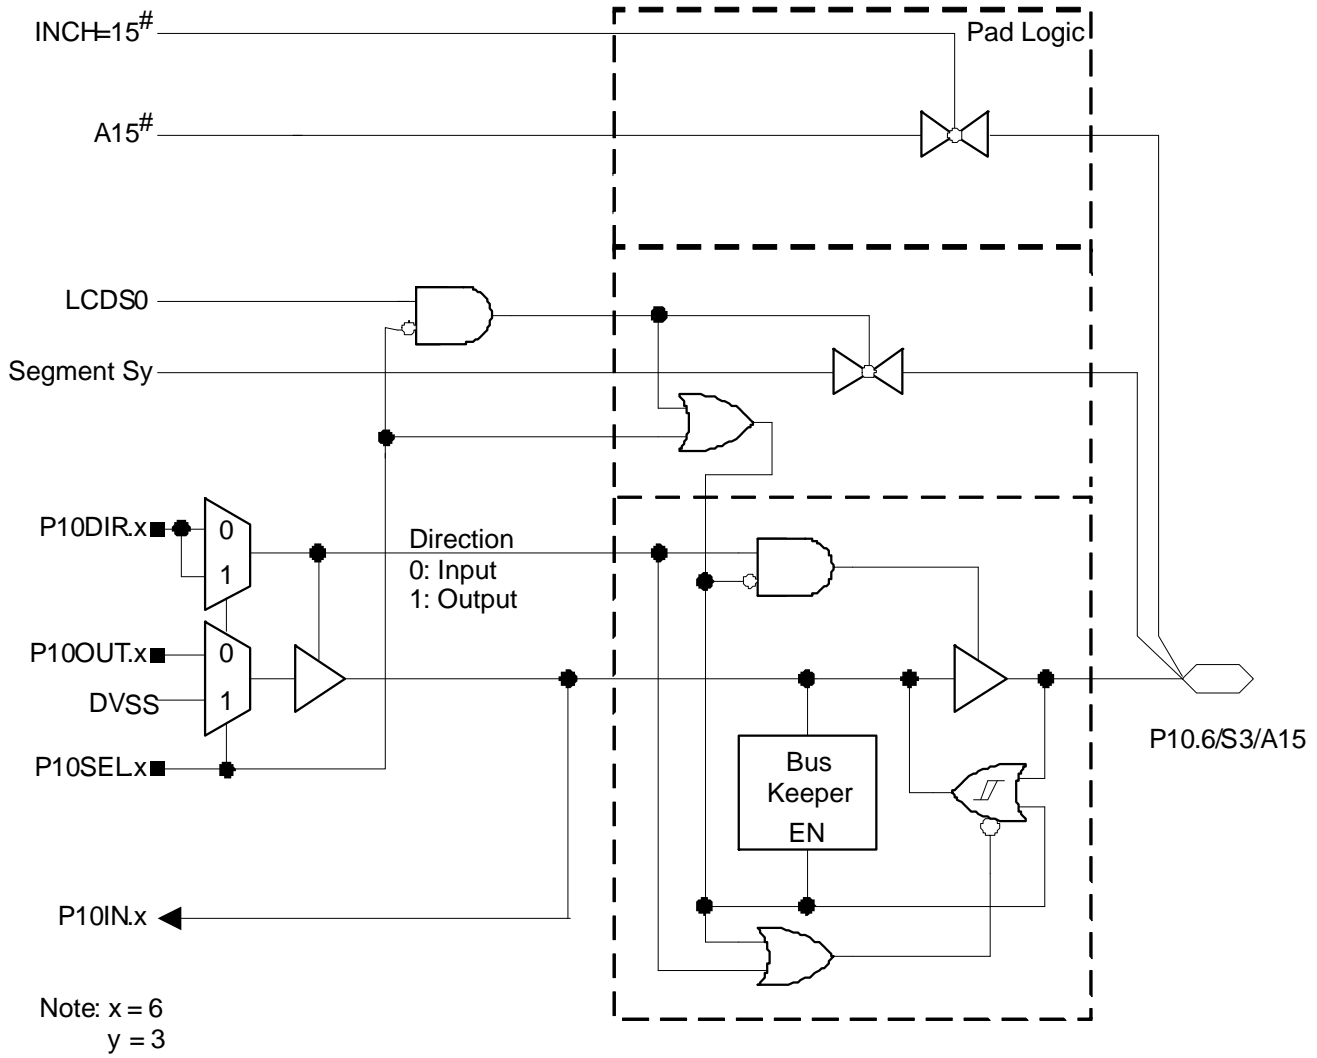 INCH=15#
Pad Logic
A15#
LCDS0
Segment Sy
P10DIR.x
0
1
Direction
0: Input
1: Output
P10OUT.x
0
DVSS
1
P10SEL.x
Bus
Keeper
EN
P10.6/S3/A15
P10IN.x
Note: x = 6
y = 3